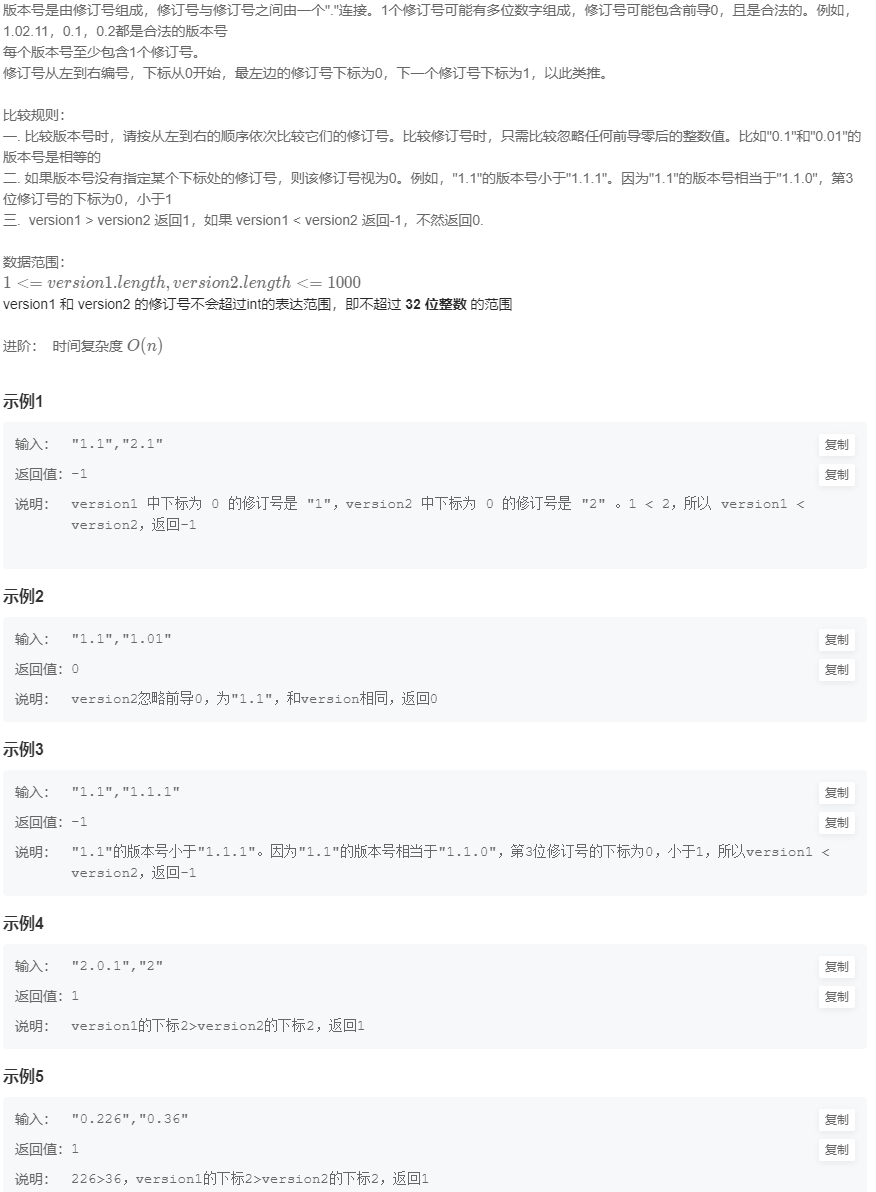 版本号是由修订号组成，修订号与修订号之间由一个"."连接。1个修订号可能有多位数字组成，修订号可能包含前导0，且是合法的。例如，
1.02.11，0.1，0.2都是合法的版本号
每个版本号至少包含1个修订号。
修订号从左到右编号，下标从0开始，最左边的修订号下标为0，下一个修订号下标为1，以此类推。
比较规则：
一. 比较版本号时，请按从左到右的顺序依次比较它们的修订号。比较修订号时，只需比较忽略任何前导零后的整数值。比如"0.1"和"0.01"的
版本号是相等的
二. 如果版本号没有指定某个下标处的修订号，则该修订号视为0。例如，"1.1"的版本号小于"1.1.1"。因为"1.1"的版本号相当于"1.1.0"，第3
位修订号的下标为0，小于1
三.  version1 > version2 返回1，如果 version1 < version2 返回-1，不然返回0.
数据范围：
1 <= version1.length, version2.length <= 1000
version1 和 version2 的修订号不会超过int的表达范围，即不超过 32 位整数 的范围
进阶：  时间复杂度 O(n)
示例1
输入： "1.1","2.1"
复制
返回值：-1
复制
说明： version1 中下标为 0 的修订号是 "1"，version2 中下标为 0 的修订号是 "2" 。1 < 2，所以 version1 <
version2，返回-1
示例2
输入： "1.1","1.01"
复制
返回值：0
复制
说明： version2忽略前导0，为"1.1"，和version相同，返回0
示例3
输入： "1.1","1.1.1"
复制
返回值：-1
复制
说明： "1.1"的版本号小于"1.1.1"。因为"1.1"的版本号相当于"1.1.0"，第3位修订号的下标为0，小于1，所以version1 <
version2，返回-1
示例4
输入： "2.0.1","2"
复制
返回值：1
复制
说明： version1的下标2>version2的下标2，返回1
示例5
输入： "0.226","0.36"
复制
返回值：1
复制
说明： 226>36，version1的下标2>version2的下标2，返回1